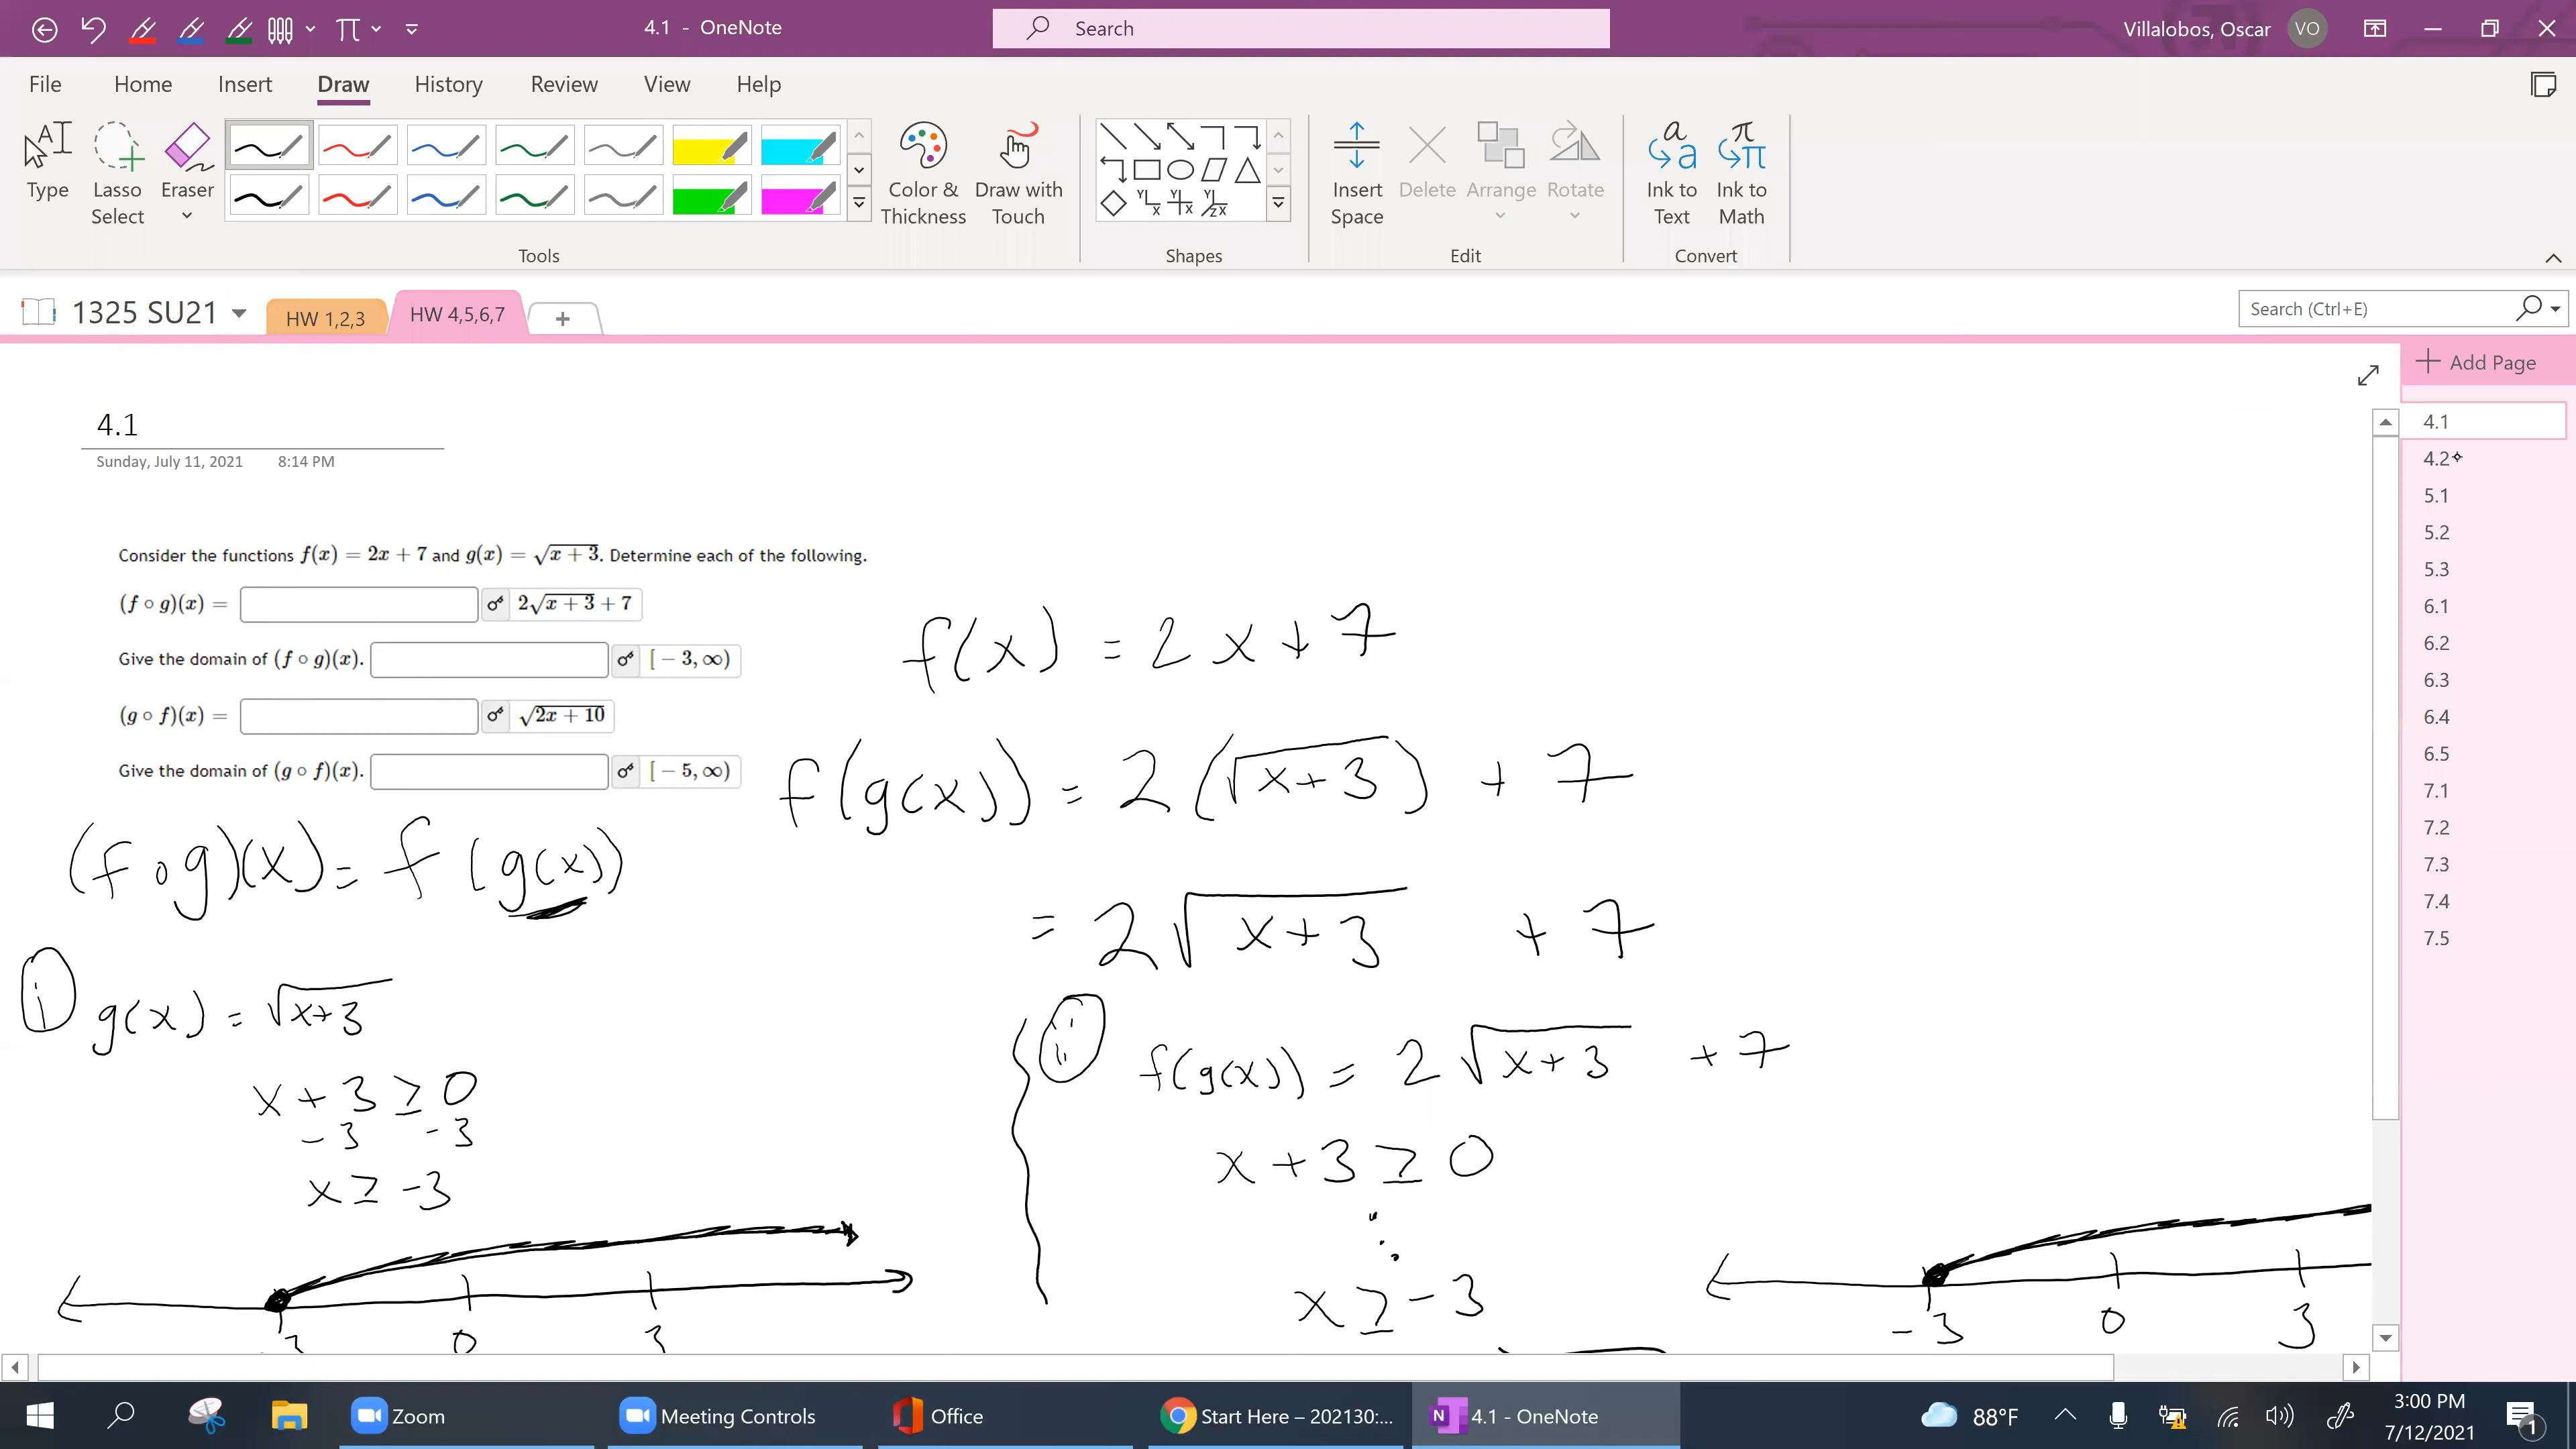 4.1 - OneNote
Search
Villalobos, Oscar VO
File Home Insert Draw History Review View Help
Type
Lasso Select
Eraser
Color & Thickness
Draw with Touch
Insert Space
Delete
Arrange
Rotate
Ink to Text
Ink to Math
Tools Shapes Edit Convert
1325 SU21
HW 1,2,3
HW 4,5,6,7
Search (Ctrl+E)
Add Page
4.1
4.2
5.1
5.2
5.3
6.1
6.2
6.3
6.4
6.5
7.1
7.2
7.3
7.4
7.5
4.1
Sunday, July 11, 2021 8:14 PM
Consider the functions f(x) = 2x + 7 and g(x) = √(x + 3). Determine each of the following.
(f ∘ g)(x) = 2√(x + 3) + 7
Give the domain of (f ∘ g)(x). [ − 3, ∞)
(g ∘ f)(x) = √(2x + 10)
Give the domain of (g ∘ f)(x). [ − 5, ∞)
f(x) = 2x + 7
f(g(x)) = 2(√(x+3)) + 7
= 2√(x+3) + 7
(f∘g)(x) = f(g(x))
i g(x) = √(x+3)
x + 3 ≥ 0
-3 -3
x ≥ -3
0 3
ii f(g(x)) = 2√(x+3) + 7
x + 3 ≥ 0
x ≥ -3
-3 0 3
Zoom
Meeting Controls
Office
Start Here – 202130:...
4.1 - OneNote
88°F
3:00 PM
7/12/2021
1